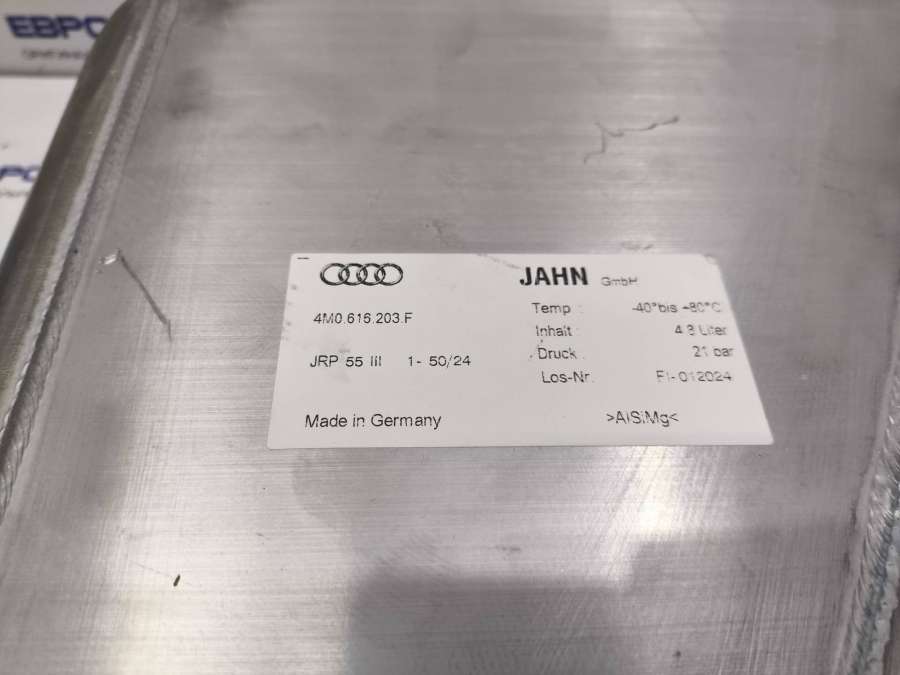 ЕВРО
JAHN GmbH
4M0.616.203.F
Temp : -40°bis +80°C
Inhalt : 4.8 Liter
JRP 55 III 1- 50/24
Druck : 21 bar
Los-Nr. FI-012024
Made in Germany
>AlSiMg<